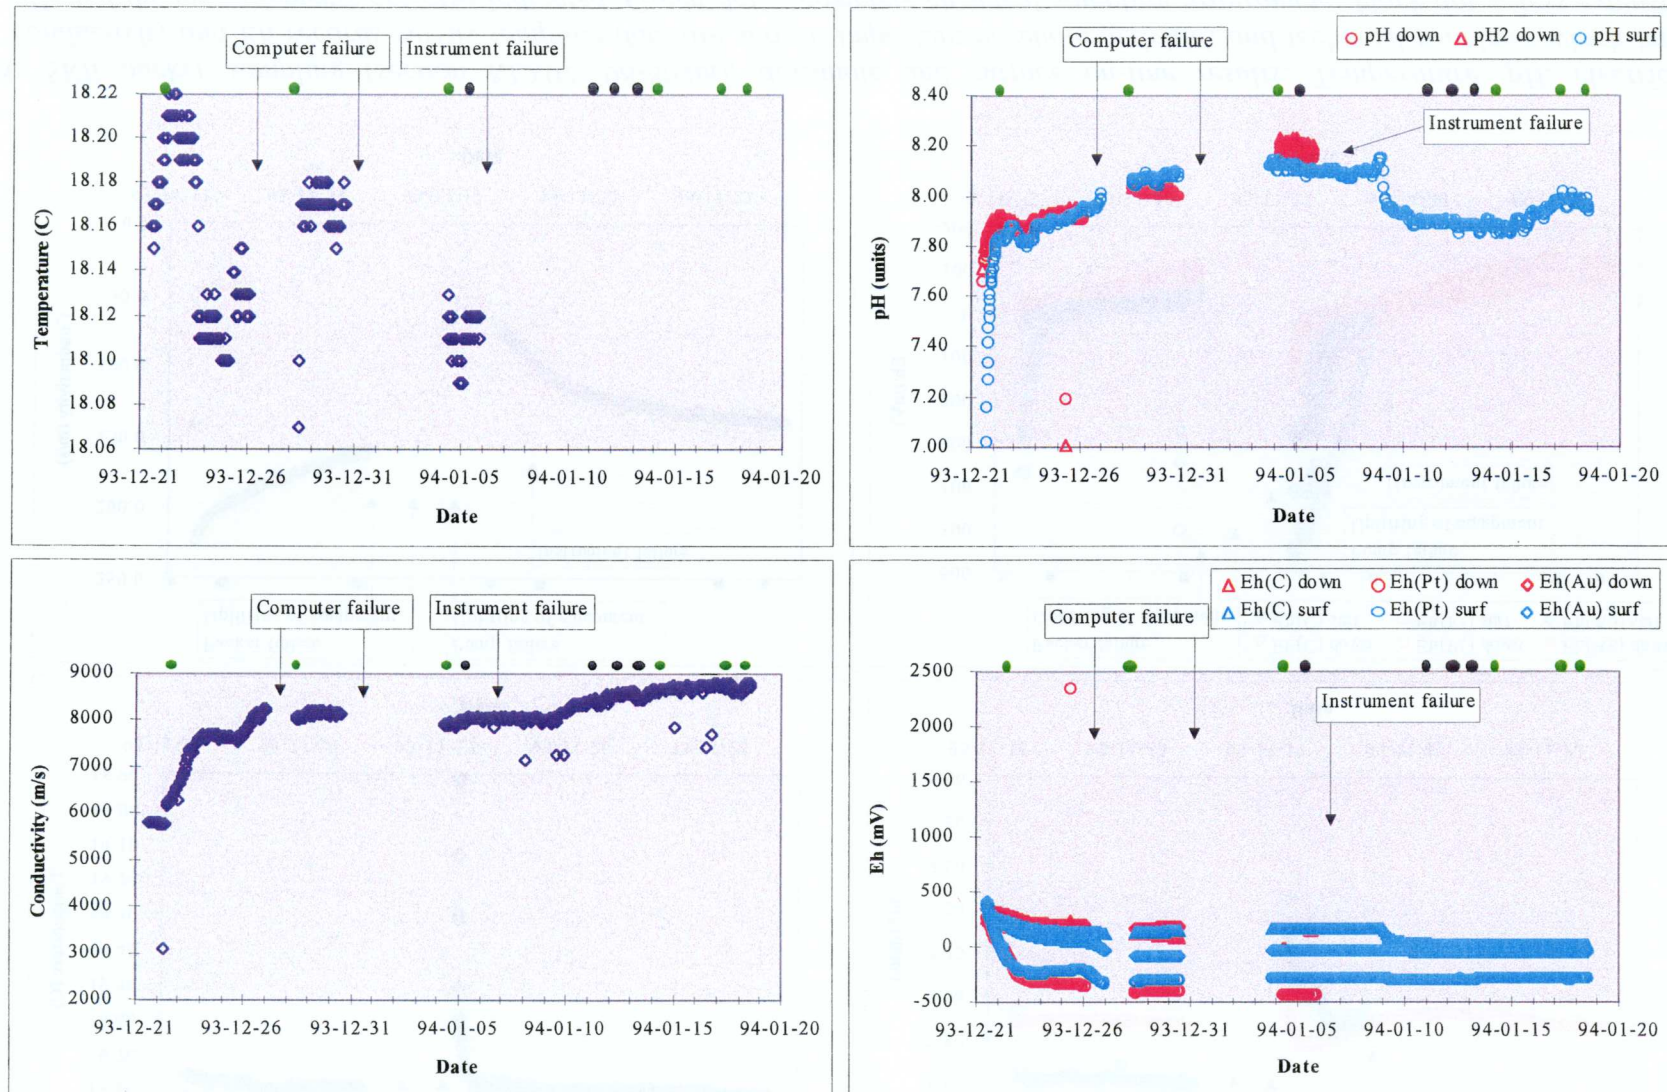 Computer failure
Instrument failure
18.22
18.20
18.18
18.16
18.14
18.12
18.10
18.08
18.06
Temperature (C)
93-12-21 93-12-26 93-12-31 94-01-05 94-01-10 94-01-15 94-01-20
Date
Computer failure
pH down pH2 down pH surf
Instrument failure
8.40
8.20
8.00
7.80
7.60
7.40
7.20
7.00
pH (units)
93-12-21 93-12-26 93-12-31 94-01-05 94-01-10 94-01-15 94-01-20
Date
Computer failure
Instrument failure
9000
8000
7000
6000
5000
4000
3000
2000
Conductivity (m/s)
93-12-21 93-12-26 93-12-31 94-01-05 94-01-10 94-01-15 94-01-20
Date
Eh(C) down Eh(Pt) down Eh(Au) down
Eh(C) surf Eh(Pt) surf Eh(Au) surf
Computer failure
Instrument failure
2500
2000
1500
1000
500
0
-500
Eh (mV)
93-12-21 93-12-26 93-12-31 94-01-05 94-01-10 94-01-15 94-01-20
Date